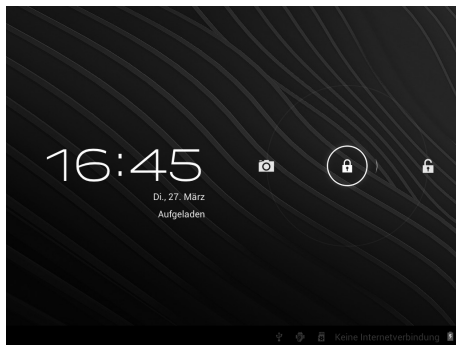 16:45
Di., 27. März
Aufgeladen
Keine Internetverbindung